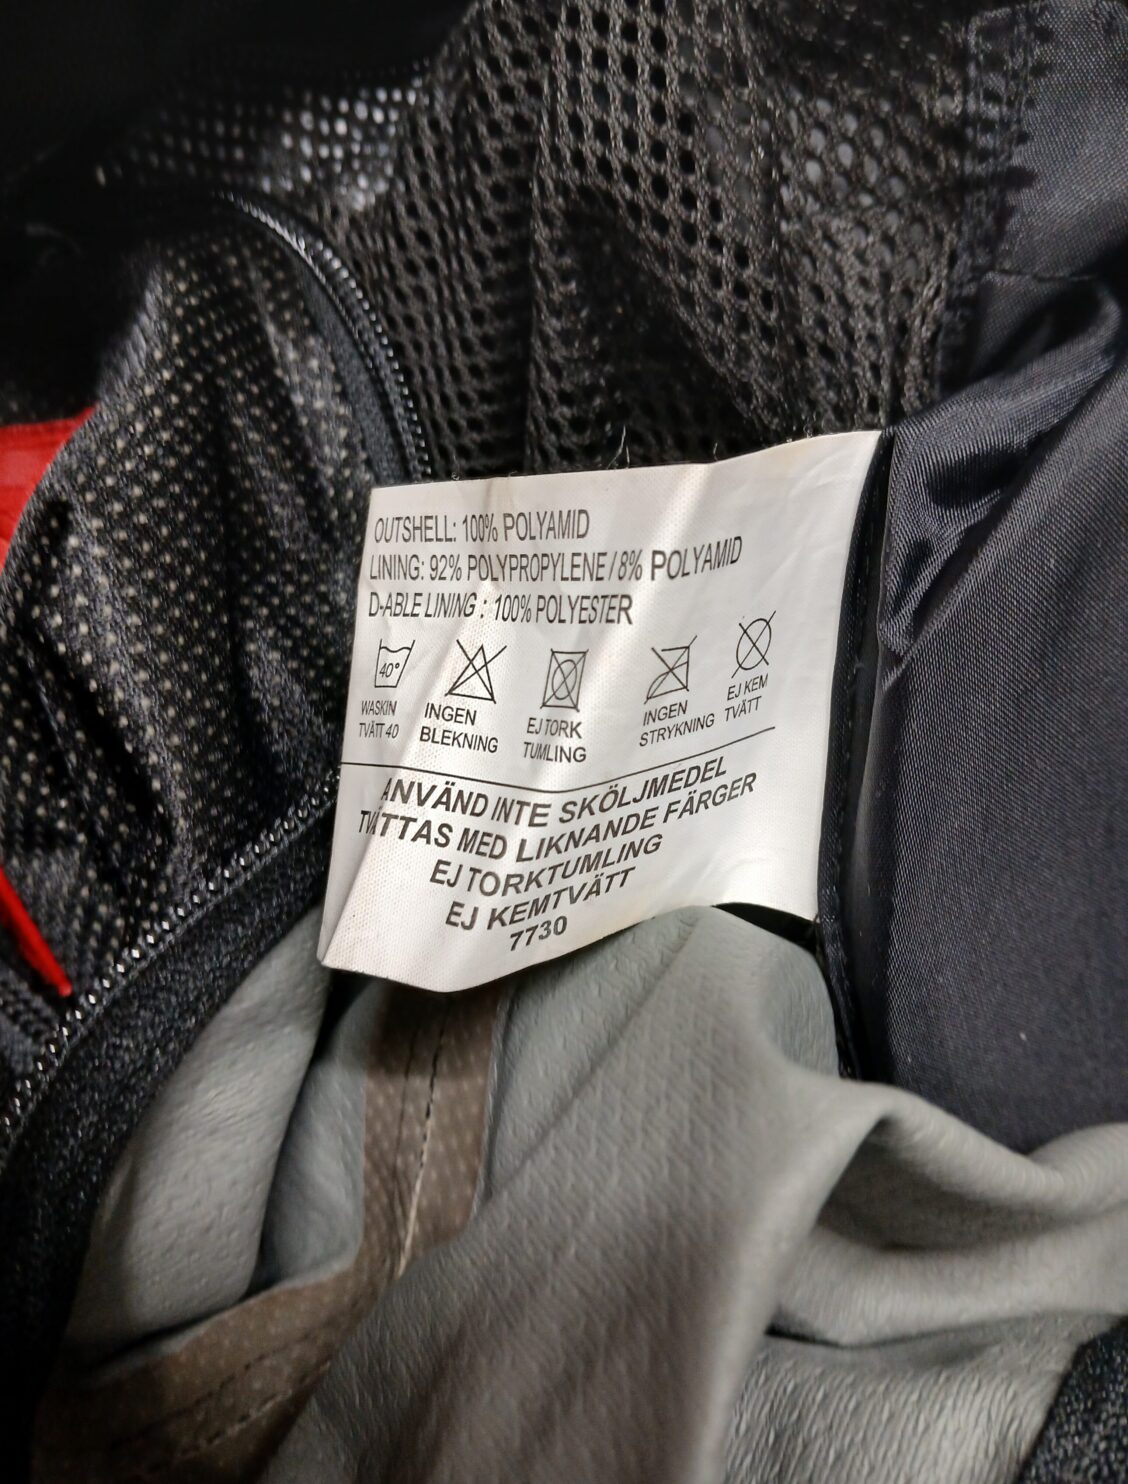 OUTSHELL: 100% POLYAMID
LINING: 92% POLYPROPYLENE / 8% POLYAMID
D-ABLE LINING : 100% POLYESTER
40°
WASKIN TVÄTT 40
INGEN BLEKNING
EJ TORK TUMLING
INGEN STRYKNING
EJ KEM TVÄTT
ANVÄND INTE SKÖLJMEDEL
TVÄTTAS MED LIKNANDE FÄRGER
EJ TORKTUMLING
EJ KEMTVÄTT
7730